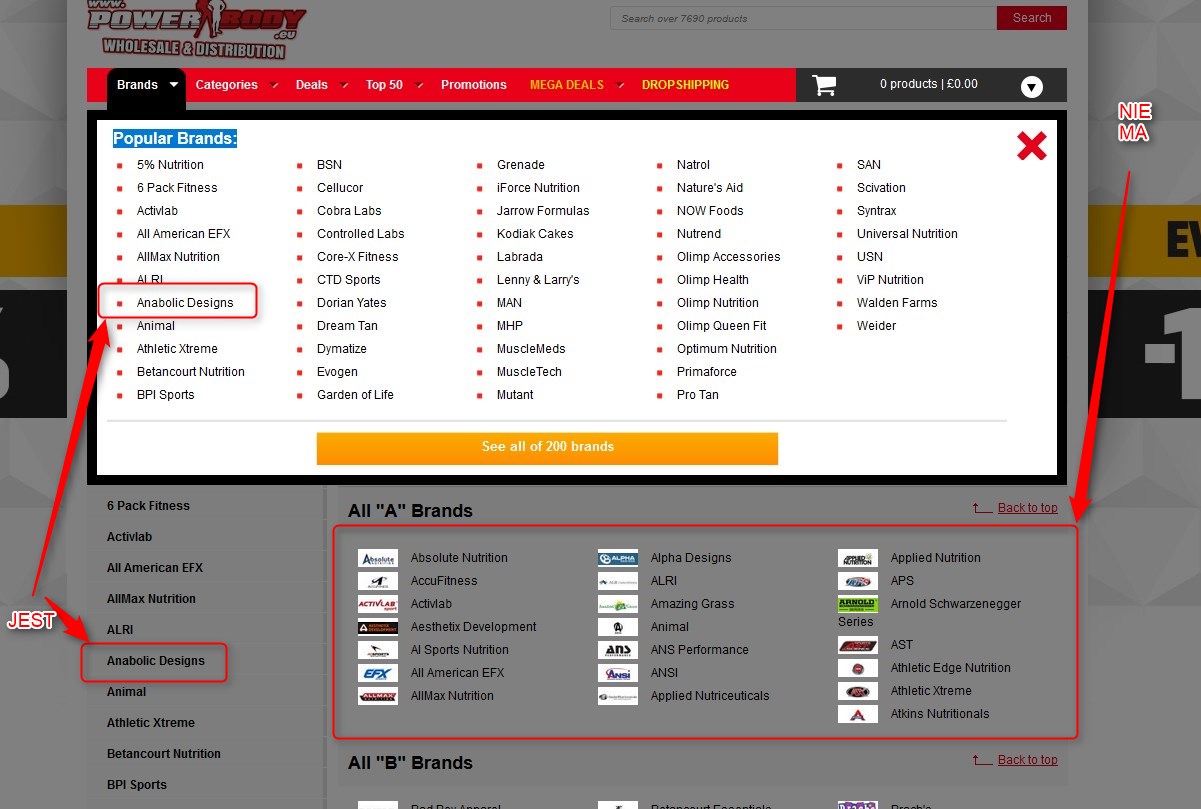 www.
POWERBODY
.eu
WHOLESALE & DISTRIBUTION
Search over 7690 products
Search
Brands
Categories
Deals
Top 50
Promotions
MEGA DEALS
DROPSHIPPING
0 products | £0.00
NIE
MA
Popular Brands:
5% Nutrition
6 Pack Fitness
Activlab
All American EFX
AllMax Nutrition
ALRI
Anabolic Designs
Animal
Athletic Xtreme
Betancourt Nutrition
BPI Sports
BSN
Cellucor
Cobra Labs
Controlled Labs
Core-X Fitness
CTD Sports
Dorian Yates
Dream Tan
Dymatize
Evogen
Garden of Life
Grenade
iForce Nutrition
Jarrow Formulas
Kodiak Cakes
Labrada
Lenny & Larry's
MAN
MHP
MuscleMeds
MuscleTech
Mutant
Natrol
Nature's Aid
NOW Foods
Nutrend
Olimp Accessories
Olimp Health
Olimp Nutrition
Olimp Queen Fit
Optimum Nutrition
Primaforce
Pro Tan
SAN
Scivation
Syntrax
Universal Nutrition
USN
ViP Nutrition
Walden Farms
Weider
See all of 200 brands
JEST
6 Pack Fitness
Activlab
All American EFX
AllMax Nutrition
ALRI
Anabolic Designs
Animal
Athletic Xtreme
Betancourt Nutrition
BPI Sports
All "A" Brands
Back to top
Absolute Nutrition
AccuFitness
Activlab
Aesthetix Development
AI Sports Nutrition
All American EFX
AllMax Nutrition
Alpha Designs
ALRI
Amazing Grass
Animal
ANS Performance
ANSI
Applied Nutriceuticals
Applied Nutrition
APS
Arnold Schwarzenegger
Series
AST
Athletic Edge Nutrition
Athletic Xtreme
Atkins Nutritionals
All "B" Brands
Back to top
Bad Boy Apparel
Betancourt Essentials
Brach's